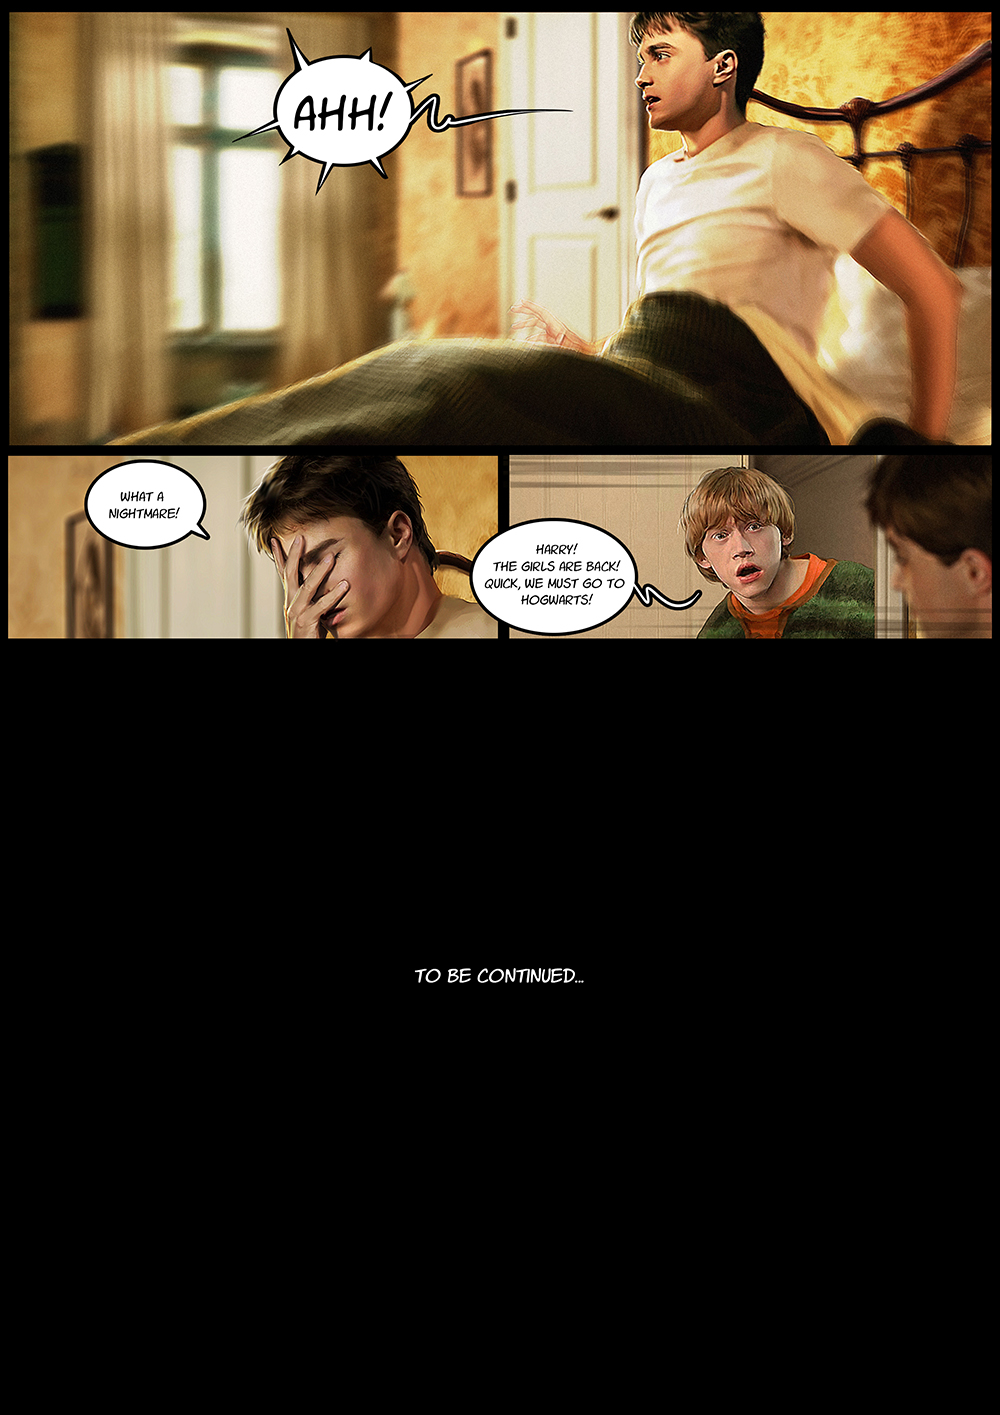 AHH!
WHAT A
NIGHTMARE!
HARRY!
THE GIRLS ARE BACK!
QUICK, WE MUST GO TO
HOGWARTS!
TO BE CONTINUED...